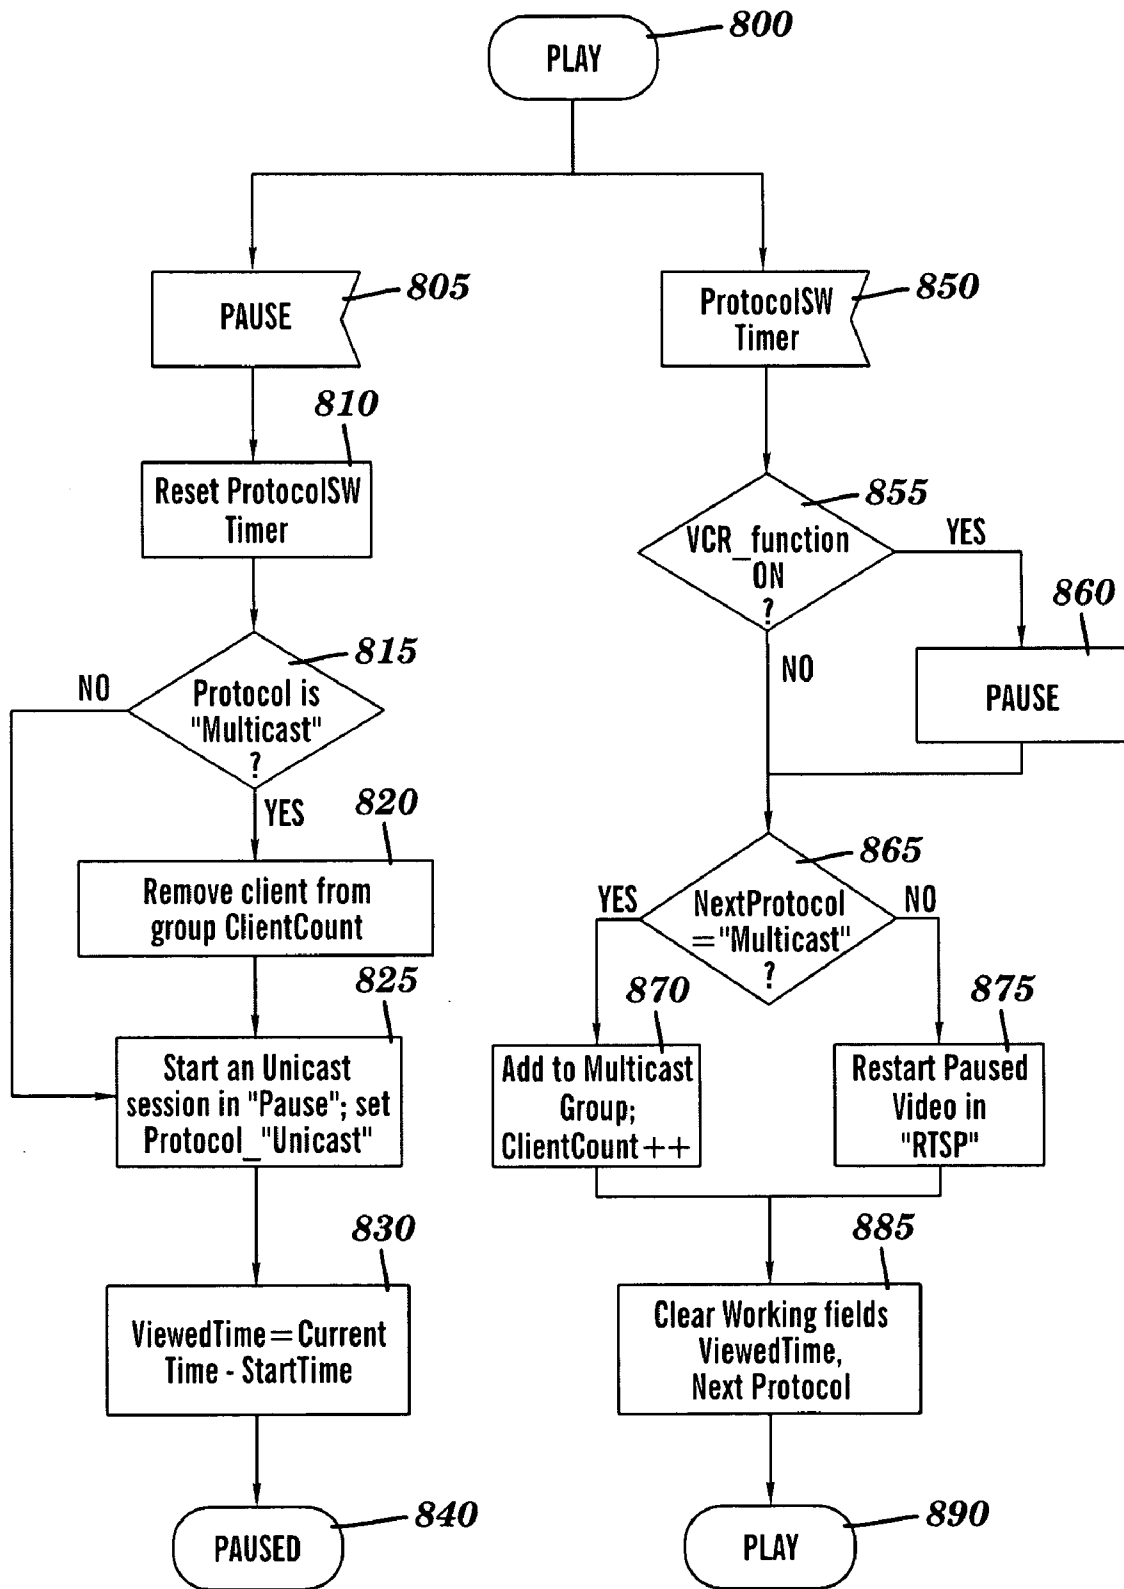 800
PLAY
805
PAUSE
850
ProtocolSW
Timer
810
Reset ProtocolSW
Timer
855
VCR_function
ON
?
YES
NO
860
PAUSE
815
NO
Protocol is
"Multicast"
?
YES
820
Remove client from
group ClientCount
865
YES
NextProtocol
="Multicast"
?
NO
825
Start an Unicast
session in "Pause"; set
Protocol_"Unicast"
870
Add to Multicast
Group;
ClientCount++
875
Restart Paused
Video in
"RTSP"
830
ViewedTime=Current
Time - StartTime
885
Clear Working fields
ViewedTime,
Next Protocol
840
PAUSED
890
PLAY